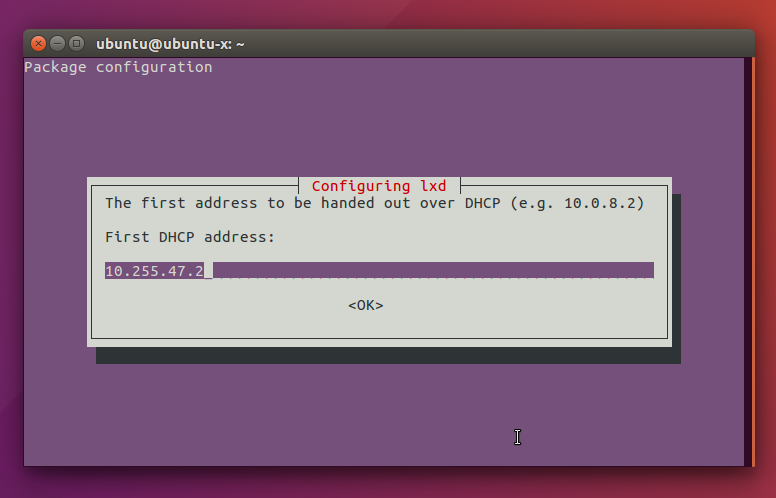 ubuntu@ubuntu-x: ~
Package configuration
Configuring lxd
The first address to be handed out over DHCP (e.g. 10.0.8.2)
First DHCP address:
10.255.47.2
<OK>